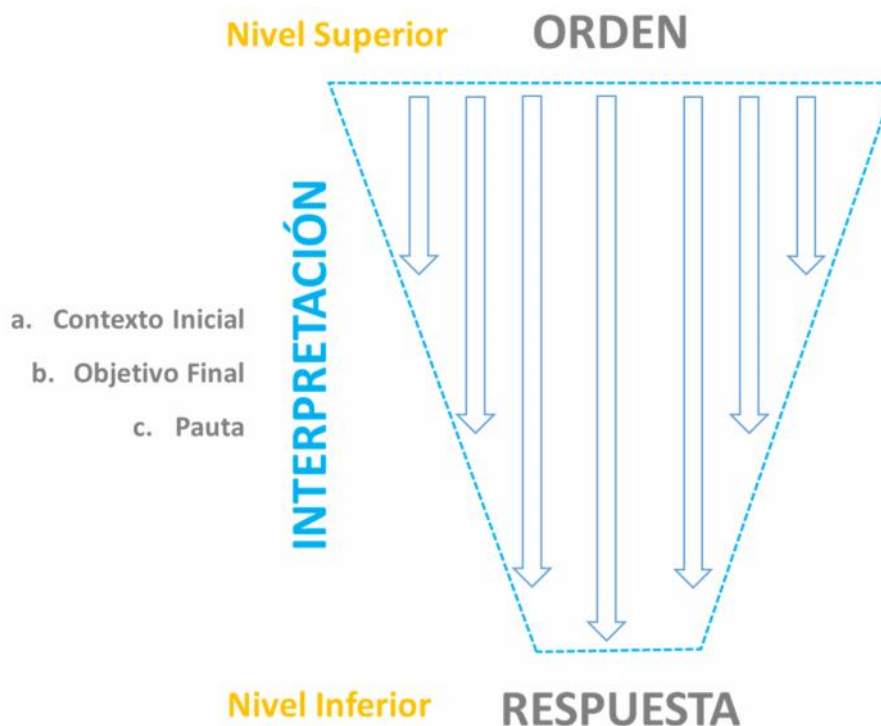 Nivel Superior ORDEN
INTERPRETACIÓN
a. Contexto Inicial
b. Objetivo Final
c. Pauta
Nivel Inferior RESPUESTA